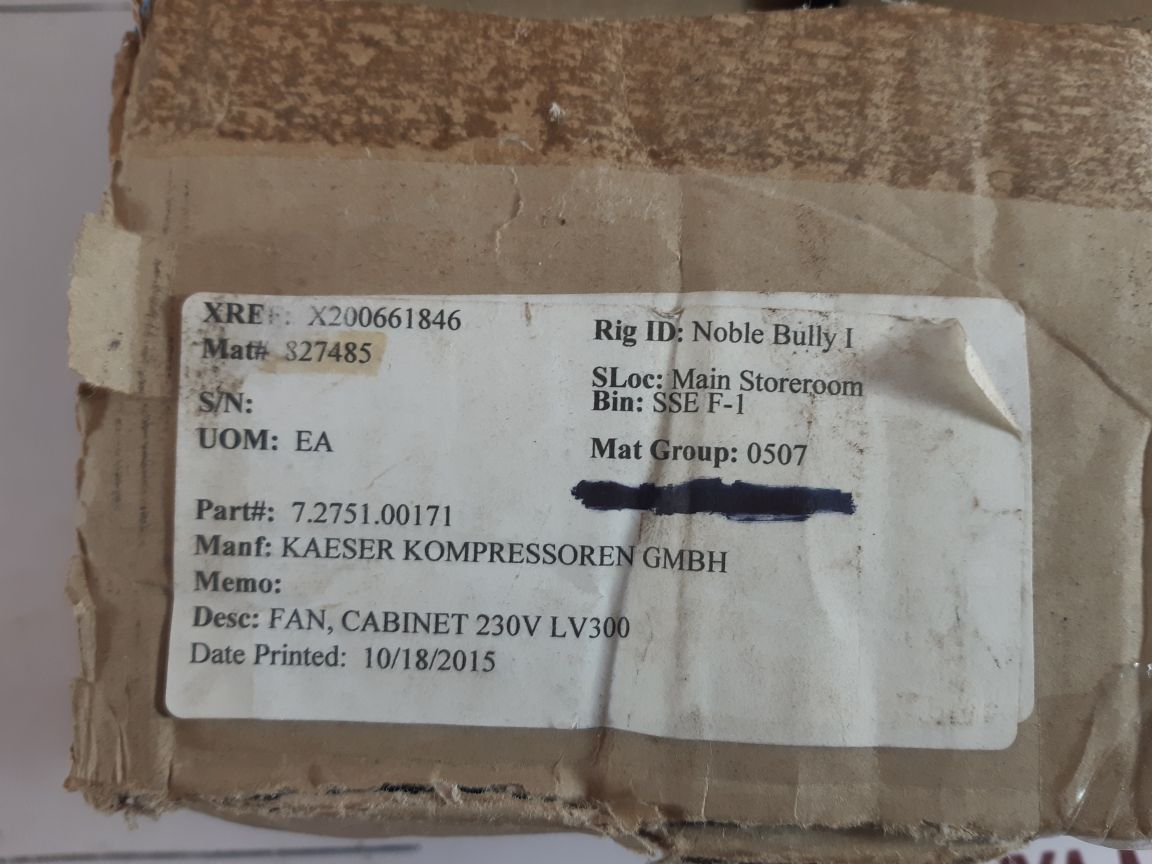 XREF: X200661846
Mat# 827485
S/N:
UOM: EA
Rig ID: Noble Bully I
SLoc: Main Storeroom
Bin: SSE F-1
Mat Group: 0507
Part#: 7.2751.00171
Manf: KAESER KOMPRESSOREN GMBH
Memo:
Desc: FAN, CABINET 230V LV300
Date Printed: 10/18/2015